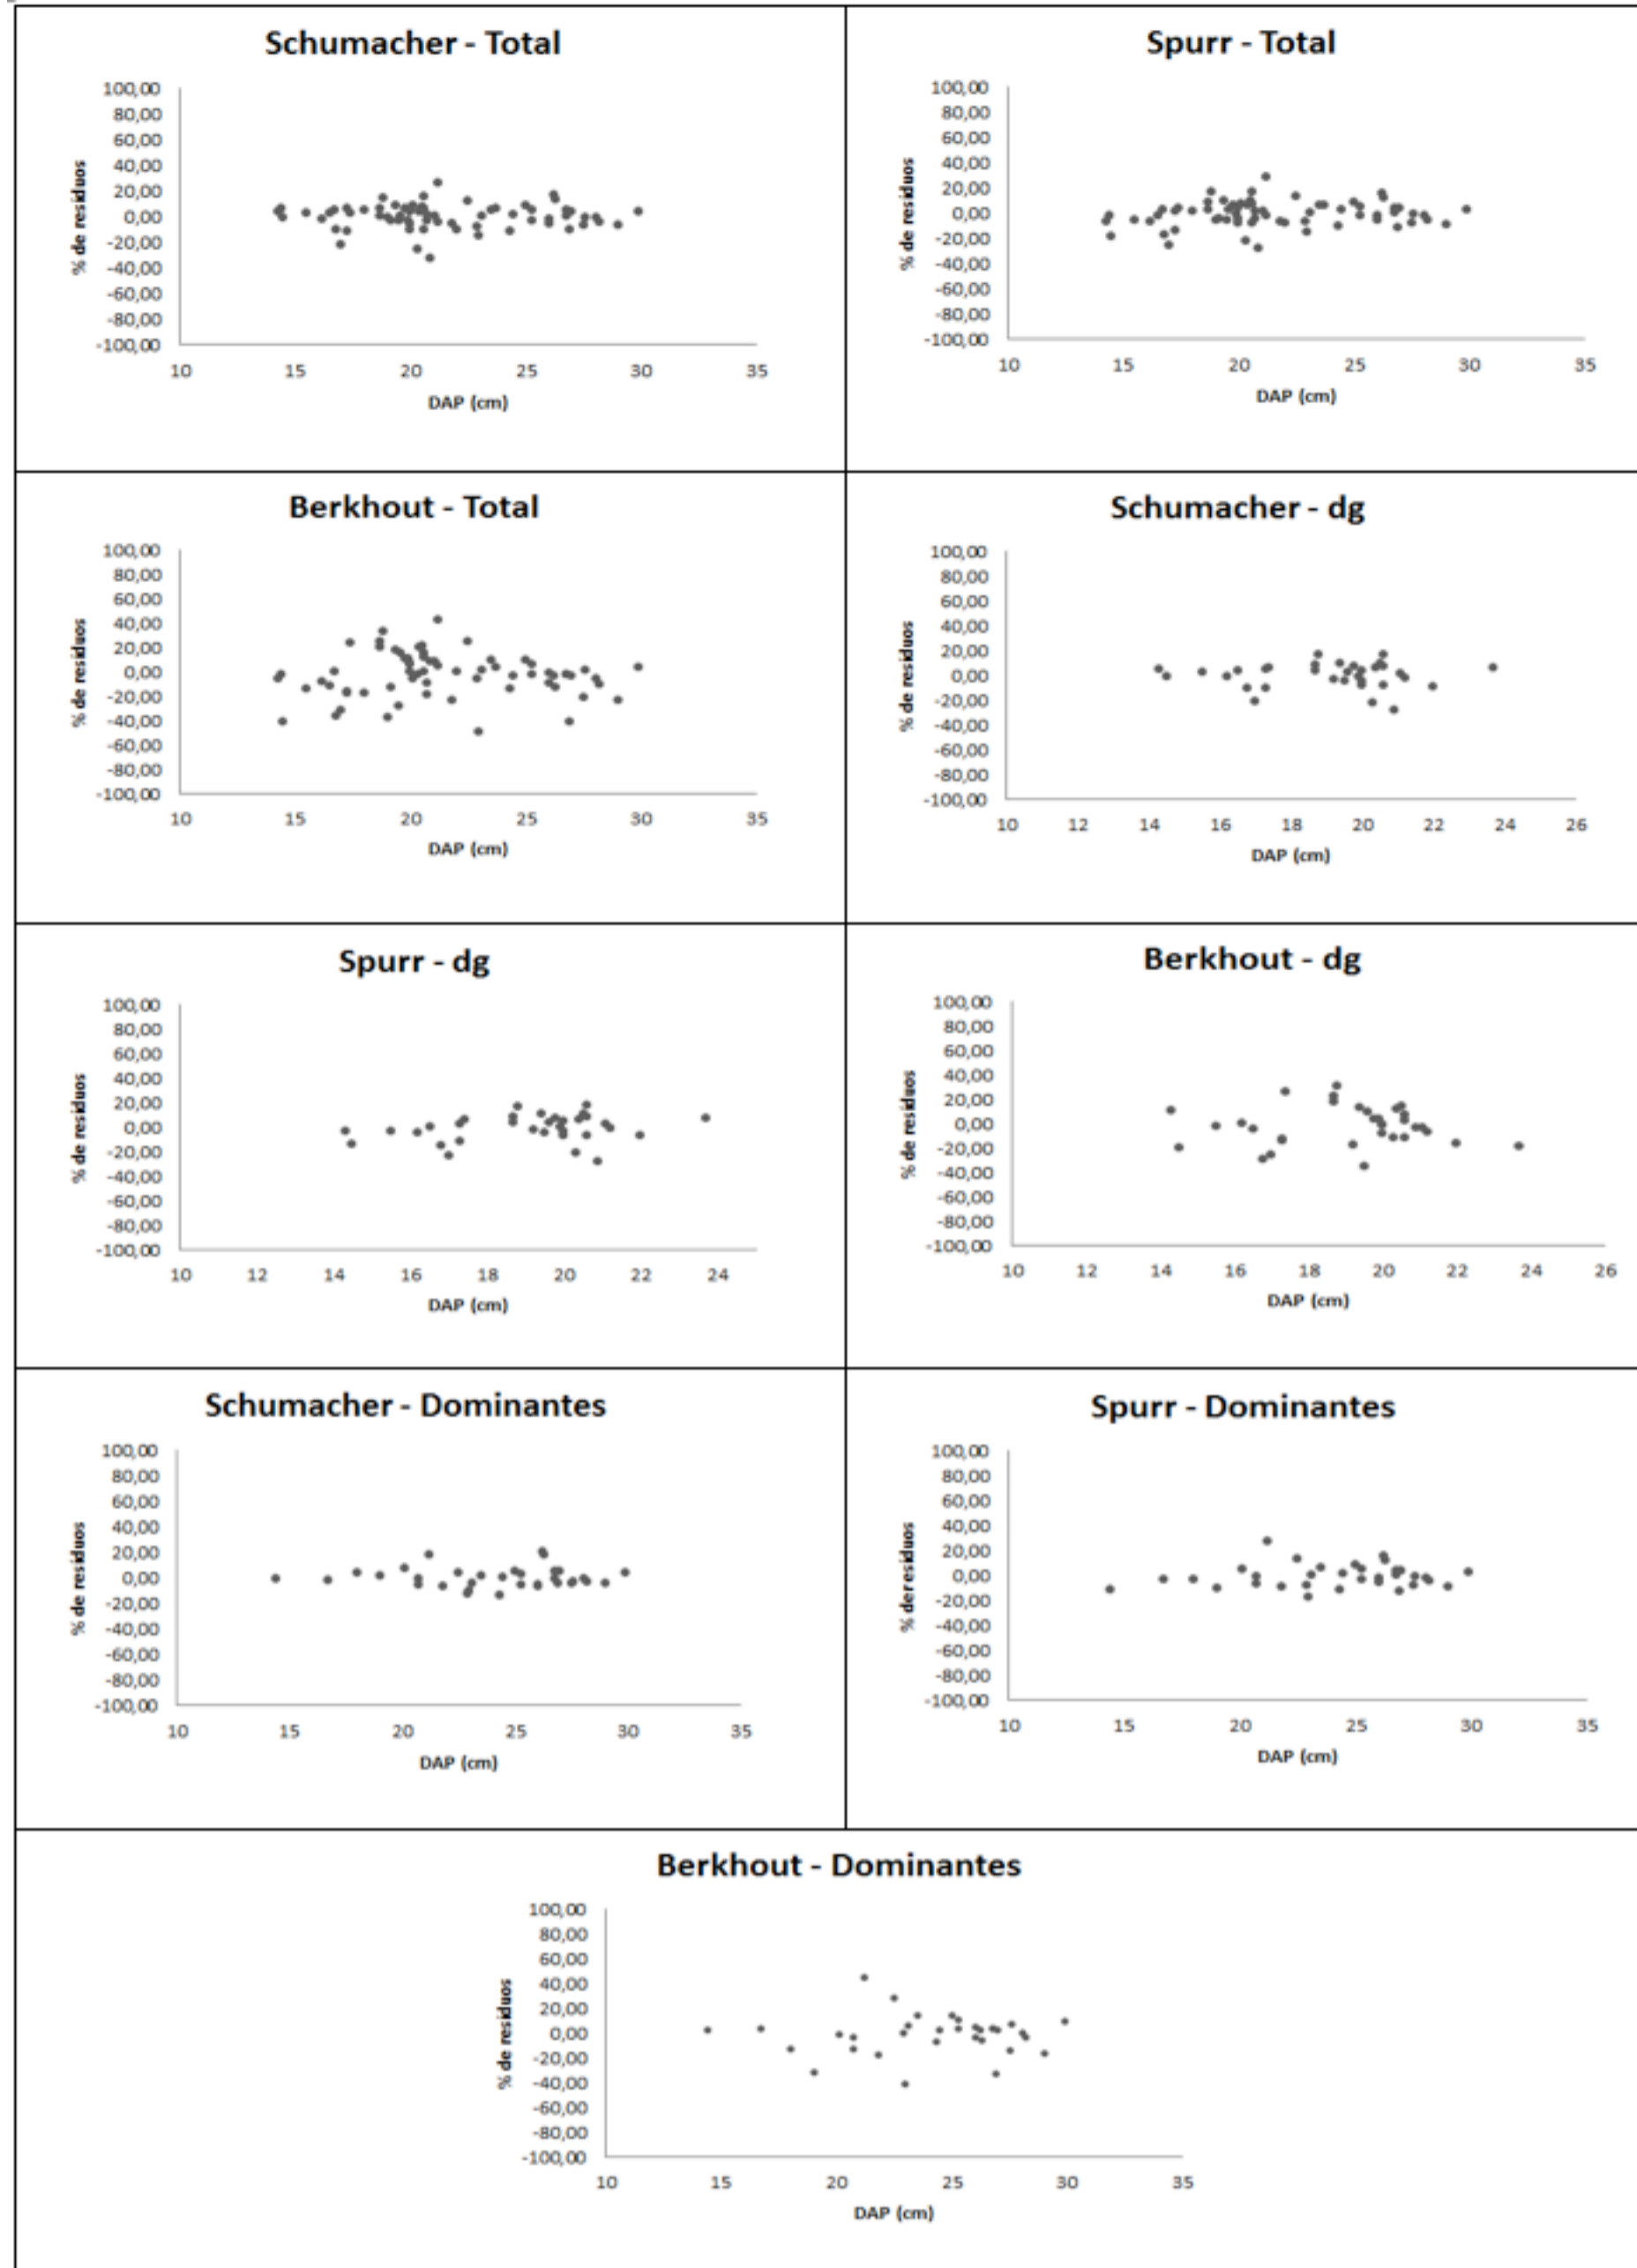 Schumacher - Total
% de resíduos
100,00
80,00
60,00
40,00
20,00
0,00
-20,00
-40,00
-60,00
-80,00
-100,00
10 15 20 25 30 35
DAP (cm)
Spurr - Total
% de resíduos
100,00
80,00
60,00
40,00
20,00
0,00
-20,00
-40,00
-60,00
-80,00
-100,00
10 15 20 25 30 35
DAP (cm)
Berkhout - Total
% de resíduos
100,00
80,00
60,00
40,00
20,00
0,00
-20,00
-40,00
-60,00
-80,00
-100,00
10 15 20 25 30 35
DAP (cm)
Schumacher - dg
% de resíduos
100,00
80,00
60,00
40,00
20,00
0,00
-20,00
-40,00
-60,00
-80,00
-100,00
10 12 14 16 18 20 22 24 26
DAP (cm)
Spurr - dg
% de resíduos
100,00
80,00
60,00
40,00
20,00
0,00
-20,00
-40,00
-60,00
-80,00
-100,00
10 12 14 16 18 20 22 24
DAP (cm)
Berkhout - dg
% de resíduos
100,00
80,00
60,00
40,00
20,00
0,00
-20,00
-40,00
-60,00
-80,00
-100,00
10 12 14 16 18 20 22 24 26
DAP (cm)
Schumacher - Dominantes
% de resíduos
100,00
80,00
60,00
40,00
20,00
0,00
-20,00
-40,00
-60,00
-80,00
-100,00
10 15 20 25 30 35
DAP (cm)
Spurr - Dominantes
% de resíduos
100,00
80,00
60,00
40,00
20,00
0,00
-20,00
-40,00
-60,00
-80,00
-100,00
10 15 20 25 30 35
DAP (cm)
Berkhout - Dominantes
% de resíduos
100,00
80,00
60,00
40,00
20,00
0,00
-20,00
-40,00
-60,00
-80,00
-100,00
10 15 20 25 30 35
DAP (cm)